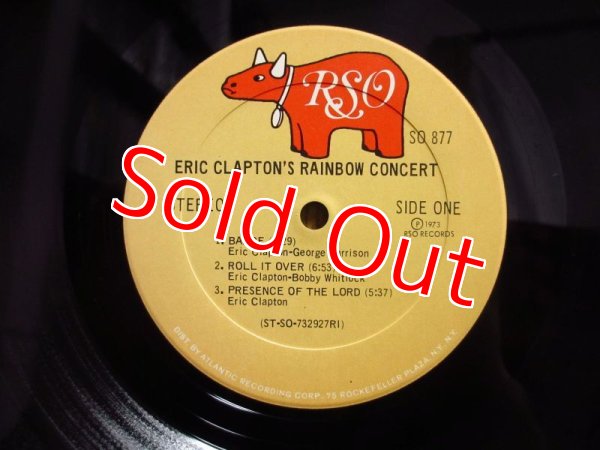 RSO
SO 877
ERIC CLAPTON'S RAINBOW CONCERT
SIDE ONE
℗ 1973
RSO RECORDS
Sold Out
1.
Eric Clapton-George Harrison
2. ROLL IT OVER (6:53)
Eric Clapton-Bobby Whitlock
3. PRESENCE OF THE LORD (5:37)
Eric Clapton
(ST-SO-732927RI)
DIST BY ATLANTIC RECORDING CORP. 75 ROCKEFELLER PLAZA, N.Y. N.Y.